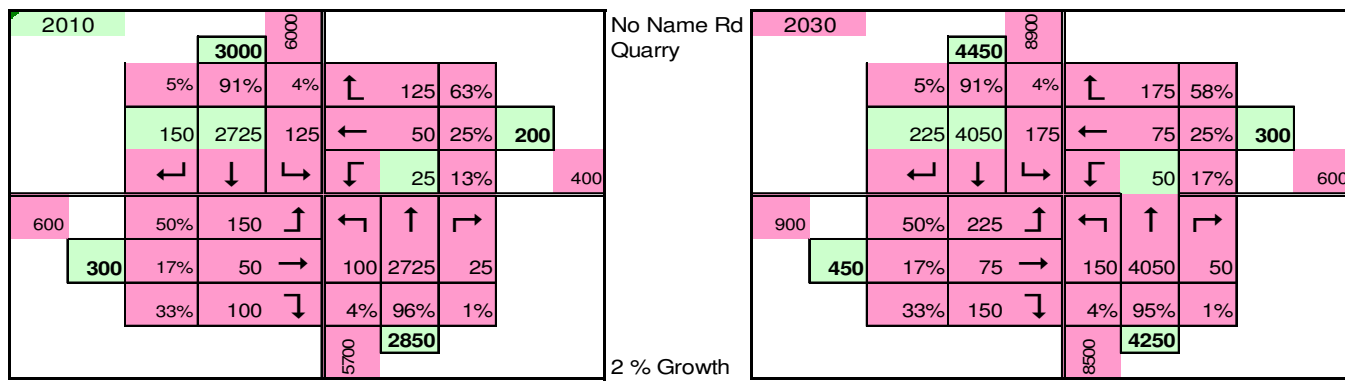 2010 6000 No Name Rd 2030 8900
3000 Quarry 4450
5% 91% 4% 125 63% 5% 91% 4% 175 58%
150 2725 125 50 25% 200 225 4050 175 75 25% 300
25 13% 400 50 17% 600
600 50% 150 900 50% 225
300 17% 50 100 2725 25 450 17% 75 150 4050 50
33% 100 4% 96% 1% 33% 150 4% 95% 1%
5700 2850 8500 4250
2 % Growth